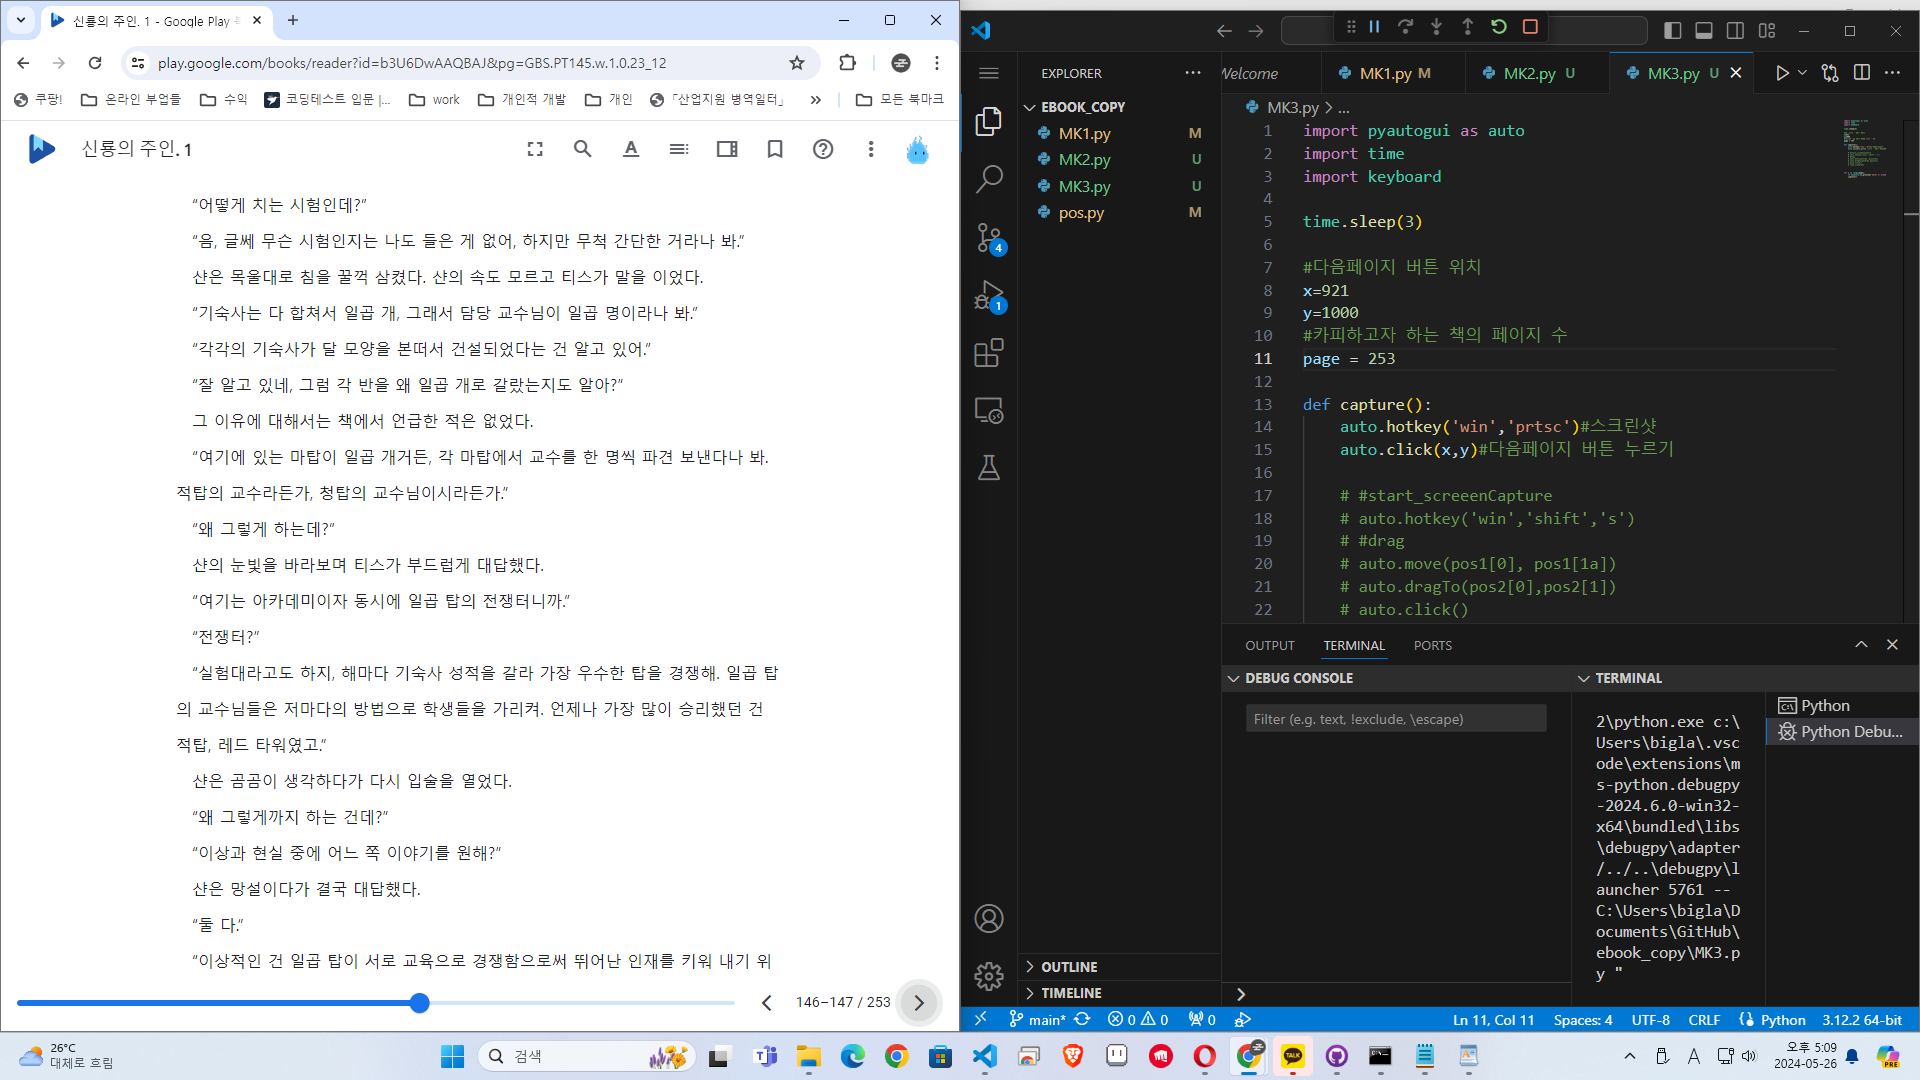 신룡의 주인. 1 - Google Play
play.google.com/books/reader?id=b3U6DwAAQBAJ&pg=GBS.PT145.w.1.0.23_12
쿠팡!
온라인 부업들
수익
코딩테스트 입문 |...
work
개인적 개발
개인
「산업지원 병역일터」
»
모든 북마크
신룡의 주인. 1
“어떻게 치는 시험인데?”
“음, 글쎄 무슨 시험인지는 나도 들은 게 없어, 하지만 무척 간단한 거라나 봐.”
샨은 목울대로 침을 꿀꺽 삼켰다. 샨의 속도 모르고 티스가 말을 이었다.
“기숙사는 다 합쳐서 일곱 개, 그래서 담당 교수님이 일곱 명이라나 봐.”
“각각의 기숙사가 달 모양을 본떠서 건설되었다는 건 알고 있어.”
“잘 알고 있네, 그럼 각 반을 왜 일곱 개로 갈랐는지도 알아?”
그 이유에 대해서는 책에서 언급한 적은 없었다.
“여기에 있는 마탑이 일곱 개거든, 각 마탑에서 교수를 한 명씩 파견 보낸다나 봐.
적탑의 교수라든가, 청탑의 교수님이시라든가.”
“왜 그렇게 하는데?”
샨의 눈빛을 바라보며 티스가 부드럽게 대답했다.
“여기는 아카데미이자 동시에 일곱 탑의 전쟁터니까.”
“전쟁터?”
“실험대라고도 하지, 해마다 기숙사 성적을 갈라 가장 우수한 탑을 경쟁해. 일곱 탑
의 교수님들은 저마다의 방법으로 학생들을 가리켜. 언제나 가장 많이 승리했던 건
적탑, 레드 타워였고.”
샨은 곰곰이 생각하다가 다시 입술을 열었다.
“왜 그렇게까지 하는 건데?”
“이상과 현실 중에 어느 쪽 이야기를 원해?”
샨은 망설이다가 결국 대답했다.
“둘 다.”
“이상적인 건 일곱 탑이 서로 교육으로 경쟁함으로써 뛰어난 인재를 키워 내기 위
146–147 / 253
EXPLORER
EBOOK_COPY
MK1.py M
MK2.py U
MK3.py U
pos.py M
OUTLINE
TIMELINE
Welcome
MK1.py M
MK2.py U
MK3.py U
MK3.py > ...
1 import pyautogui as auto
2 import time
3 import keyboard
4
5 time.sleep(3)
6
7 #다음페이지 버튼 위치
8 x=921
9 y=1000
10 #카피하고자 하는 책의 페이지 수
11 page = 253
12
13 def capture():
14 auto.hotkey('win','prtsc')#스크린샷
15 auto.click(x,y)#다음페이지 버튼 누르기
16
17 # #start_screeenCapture
18 # auto.hotkey('win','shift','s')
19 # #drag
20 # auto.move(pos1[0], pos1[1a])
21 # auto.dragTo(pos2[0],pos2[1])
22 # auto.click()
OUTPUT
TERMINAL
PORTS
DEBUG CONSOLE
Filter (e.g. text, !exclude, \escape)
TERMINAL
2\python.exe c:\
Users\bigla\.vsc
ode\extensions\m
s-python.debugpy
-2024.6.0-win32-
x64\bundled\libs
\debugpy\adapter
/../..\debugpy\l
auncher 5761 --
C:\Users\bigla\D
ocuments\GitHub\
ebook_copy\MK3.p
y "
Python
Python Debu...
4
1
main* 0 0 0
Ln 11, Col 11
Spaces: 4
UTF-8
CRLF
Python
3.12.2 64-bit
26°C
대체로 흐림
검색
TALK
A
오후 5:09
2024-05-26
PRE